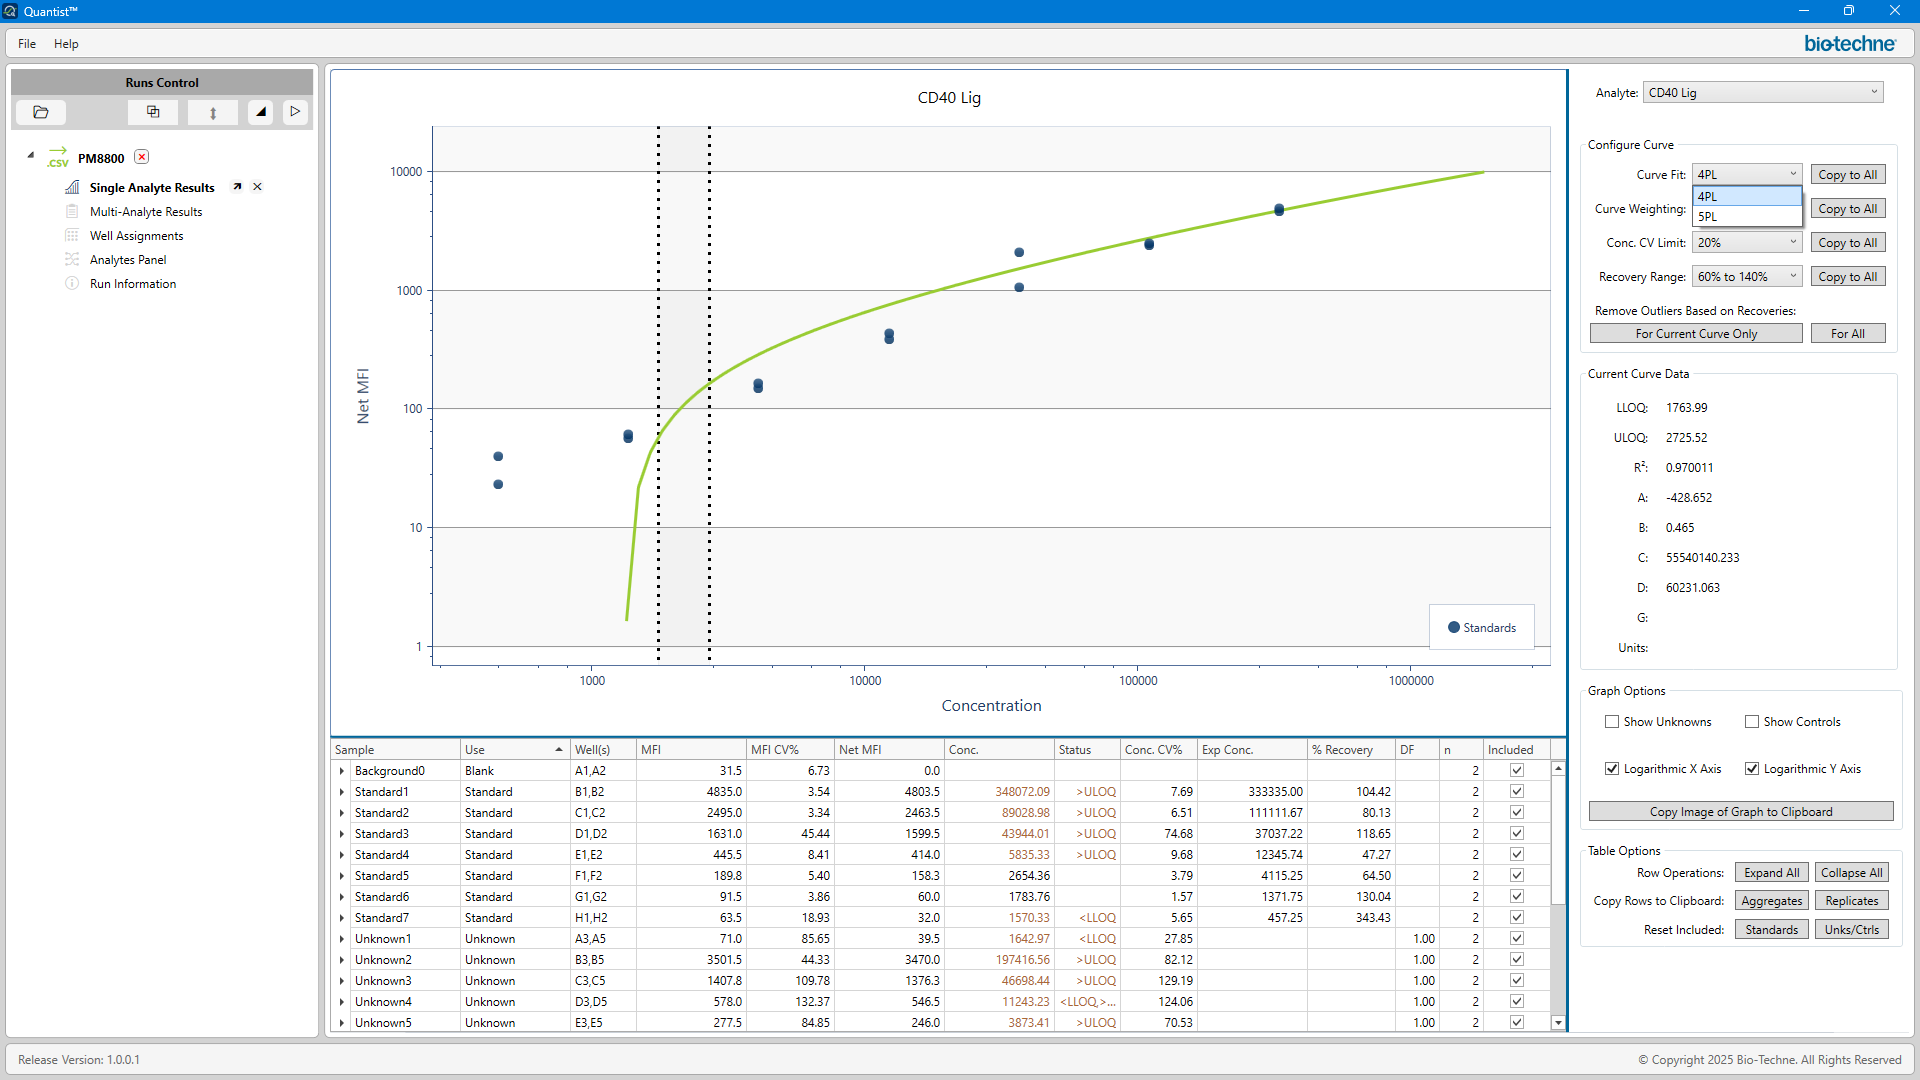 Quantist™
File Help
bio-techne
Runs Control
.CSV PM8800
Single Analyte Results
Multi-Analyte Results
Well Assignments
Analytes Panel
Run Information
CD40 Lig
Net MFI
10000
1000
100
10
1
Standards
1000 10000 100000 1000000
Concentration
Analyte: CD40 Lig
Configure Curve
Curve Fit: 4PL Copy to All
4PL
5PL
Curve Weighting: Copy to All
Conc. CV Limit: 20% Copy to All
Recovery Range: 60% to 140% Copy to All
Remove Outliers Based on Recoveries:
For Current Curve Only For All
Current Curve Data
LLOQ: 1763.99
ULOQ: 2725.52
R²: 0.970011
A: -428.652
B: 0.465
C: 55540140.233
D: 60231.063
G:
Units:
Graph Options
Show Unknowns Show Controls
Logarithmic X Axis Logarithmic Y Axis
Copy Image of Graph to Clipboard
Table Options
Row Operations: Expand All Collapse All
Copy Rows to Clipboard: Aggregates Replicates
Reset Included: Standards Unks/Ctrls
Sample Use Well(s) MFI MFI CV% Net MFI Conc. Status Conc. CV% Exp Conc. % Recovery DF n Included
Background0 Blank A1,A2 31.5 6.73 0.0 2
Standard1 Standard B1,B2 4835.0 3.54 4803.5 348072.09 >ULOQ 7.69 333335.00 104.42 2
Standard2 Standard C1,C2 2495.0 3.34 2463.5 89028.98 >ULOQ 6.51 111111.67 80.13 2
Standard3 Standard D1,D2 1631.0 45.44 1599.5 43944.01 >ULOQ 74.68 37037.22 118.65 2
Standard4 Standard E1,E2 445.5 8.41 414.0 5835.33 >ULOQ 9.68 12345.74 47.27 2
Standard5 Standard F1,F2 189.8 5.40 158.3 2654.36 3.79 4115.25 64.50 2
Standard6 Standard G1,G2 91.5 3.86 60.0 1783.76 1.57 1371.75 130.04 2
Standard7 Standard H1,H2 63.5 18.93 32.0 1570.33 <LLOQ 5.65 457.25 343.43 2
Unknown1 Unknown A3,A5 71.0 85.65 39.5 1642.97 <LLOQ 27.85 1.00 2
Unknown2 Unknown B3,B5 3501.5 44.33 3470.0 197416.56 >ULOQ 82.12 1.00 2
Unknown3 Unknown C3,C5 1407.8 109.78 1376.3 46698.44 >ULOQ 129.19 1.00 2
Unknown4 Unknown D3,D5 578.0 132.37 546.5 11243.23 <LLOQ,>... 124.06 1.00 2
Unknown5 Unknown E3,E5 277.5 84.85 246.0 3873.41 >ULOQ 70.53 1.00 2
Release Version: 1.0.0.1
© Copyright 2025 Bio-Techne. All Rights Reserved